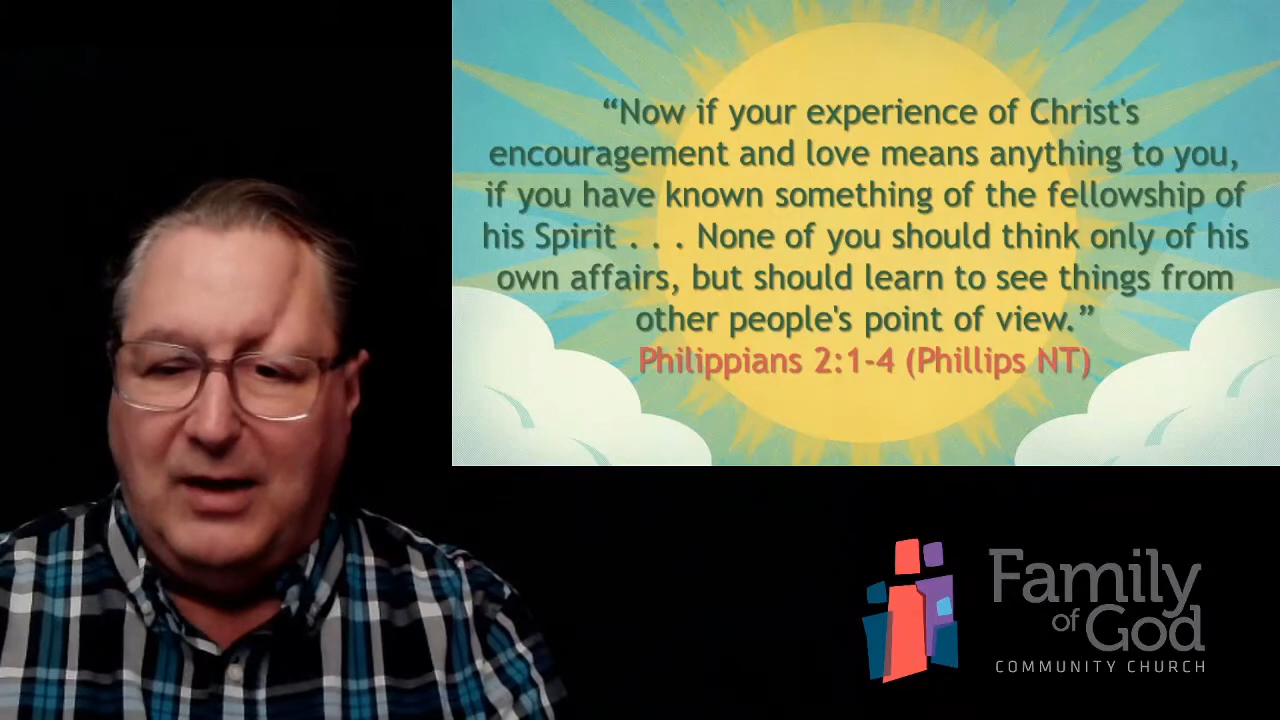 “Now if your experience of Christ's
encouragement and love means anything to you,
if you have known something of the fellowship of
his Spirit . . . None of you should think only of his
own affairs, but should learn to see things from
other people's point of view.”
Philippians 2:1-4 (Phillips NT)
Family
of God
COMMUNITY CHURCH